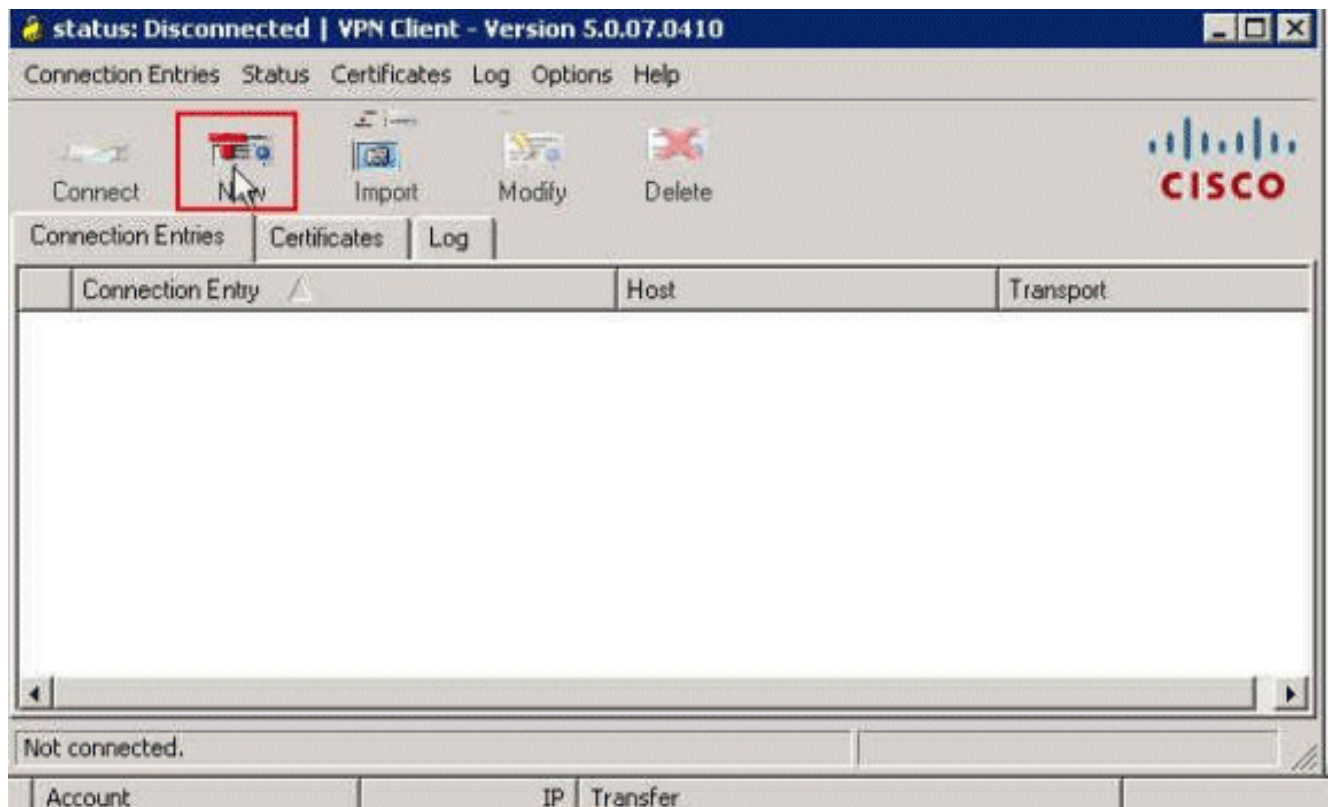 status: Disconnected | VPN Client - Version 5.0.07.0410
Connection Entries Status Certificates Log Options Help
Connect New Import Modify Delete
CISCO
Connection Entries Certificates Log
Connection Entry Host Transport
Not connected.
Account IP Transfer